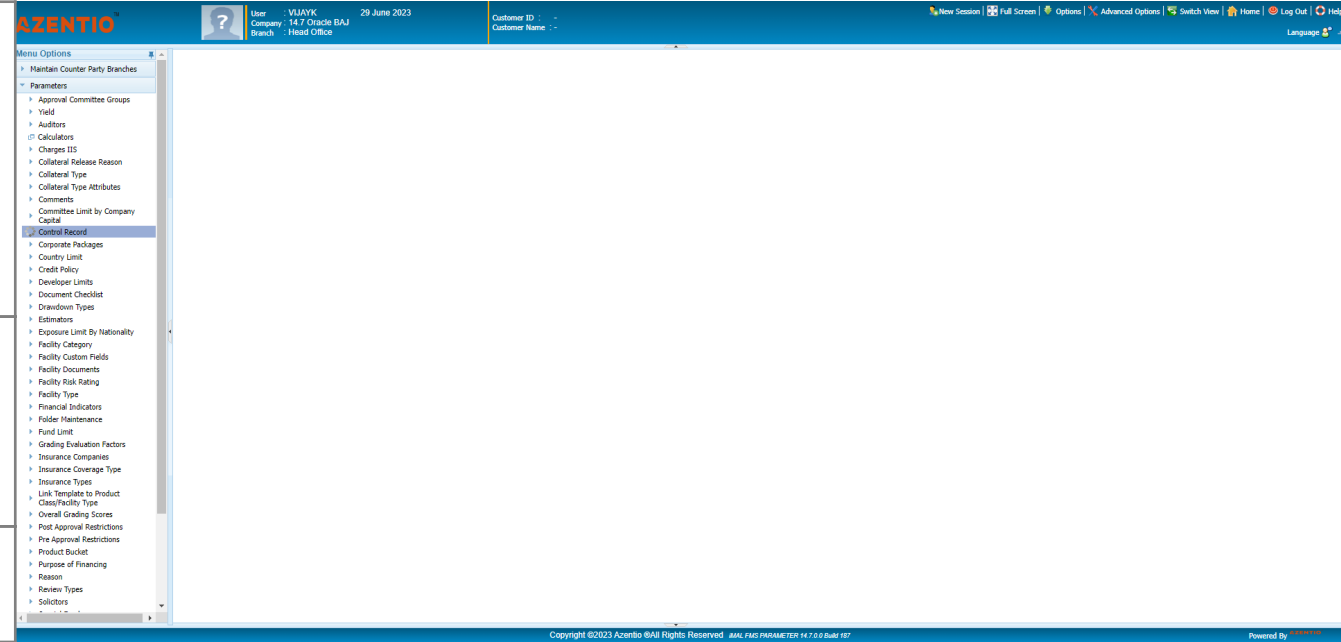 AZENTIO™
User : VIJAYK 29 June 2023
Company : 14.7 Oracle BAJ
Branch : Head Office
Customer ID : -
Customer Name : -
New Session | Full Screen | Options | Advanced Options | Switch View | Home | Log Out | Help
Language
Menu Options
Maintain Counter Party Branches
Parameters
Approval Committee Groups
Yield
Auditors
Calculators
Charges IIS
Collateral Release Reason
Collateral Type
Collateral Type Attributes
Comments
Committee Limit by Company
Capital
Control Record
Corporate Packages
Country Limit
Credit Policy
Developer Limits
Document Checklist
Drawdown Types
Estimators
Exposure Limit By Nationality
Facility Category
Facility Custom Fields
Facility Documents
Facility Risk Rating
Facility Type
Financial Indicators
Folder Maintenance
Fund Limit
Grading Evaluation Factors
Insurance Companies
Insurance Coverage Type
Insurance Types
Link Template to Product
Class/Facility Type
Overall Grading Scores
Post Approval Restrictions
Pre Approval Restrictions
Product Bucket
Purpose of Financing
Reason
Review Types
Solicitors
Copyright ©2023 Azentio ®All Rights Reserved IMAL FMS PARAMETER 14.7.0.0 Build 187
Powered By AZENTIO